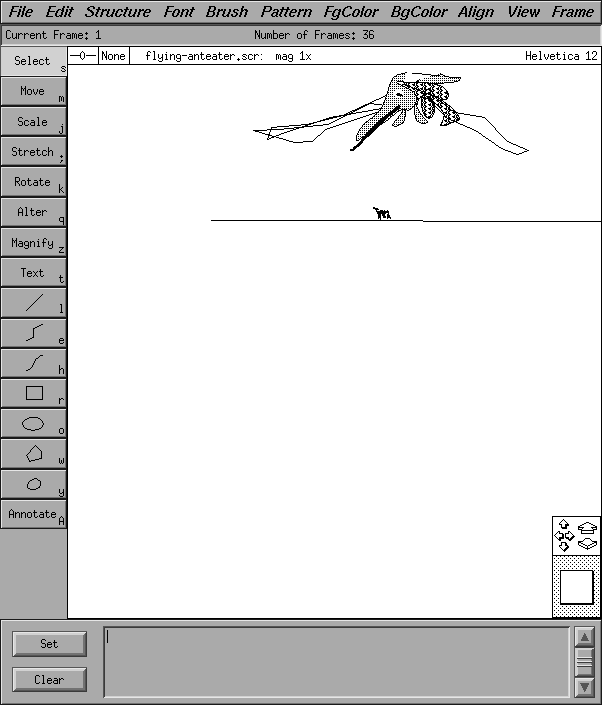 File Edit Structure Font Brush Pattern FgColor BgColor Align View Frame
Current Frame: 1 Number of Frames: 36
None flying-anteater.scr: mag 1x Helvetica 12
Select s
Move m
Scale j
Stretch ;
Rotate k
Alter q
Magnify z
Text t
l
e
h
r
o
w
y
Annotate A
Set
Clear